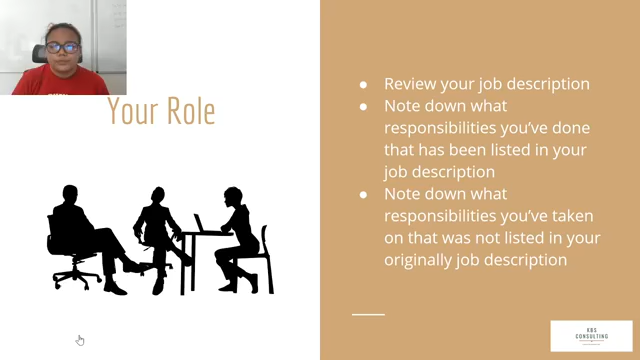 Your Role
● Review your job description
● Note down what
responsibilities you've done
that has been listed in your
job description
● Note down what
responsibilities you've taken
on that was not listed in your
originally job description
KBS
CONSULTING